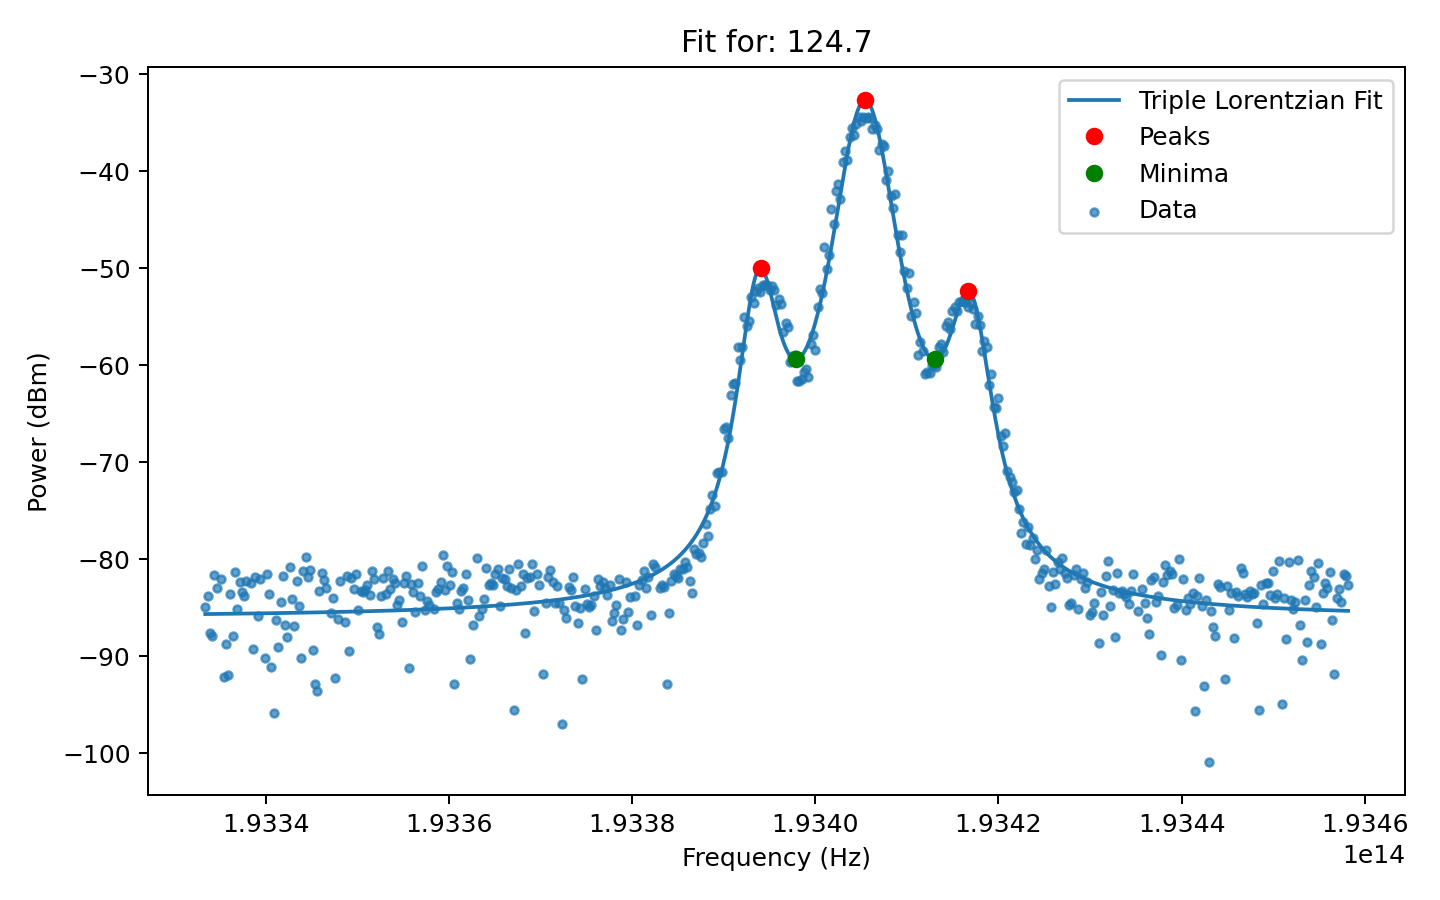 Fit for: 124.7
Triple Lorentzian Fit
Peaks
Minima
Data
Power (dBm)
−30
−40
−50
−60
−70
−80
−90
−100
1.9334 1.9336 1.9338 1.9340 1.9342 1.9344 1.9346
Frequency (Hz)
1e14